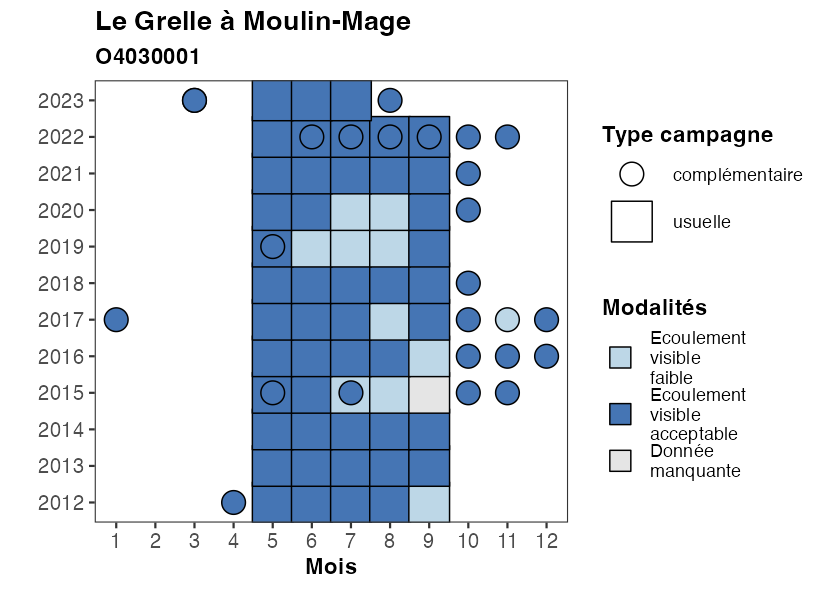 Le Grelle à Moulin-Mage
O4030001
2023
2022
2021
2020
2019
2018
2017
2016
2015
2014
2013
2012
1 2 3 4 5 6 7 8 9 10 11 12
Mois
Type campagne
complémentaire
usuelle
Modalités
Ecoulement
visible
faible
Ecoulement
visible
acceptable
Donnée
manquante